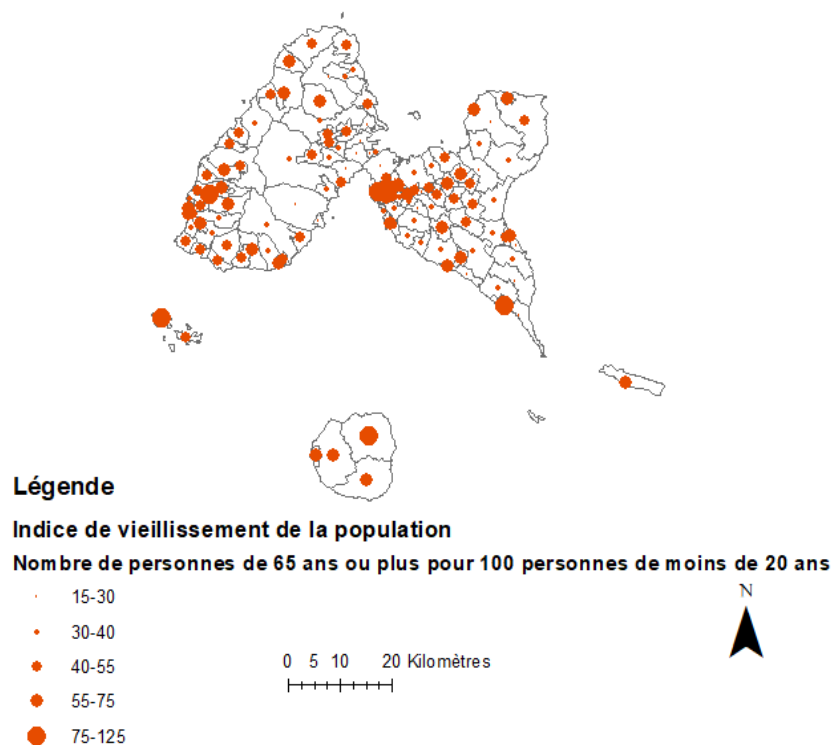 Légende
Indice de vieillissement de la population
Nombre de personnes de 65 ans ou plus pour 100 personnes de moins de 20 ans
15-30
30-40
40-55
55-75
75-125
0 5 10 20 Kilomètres
N